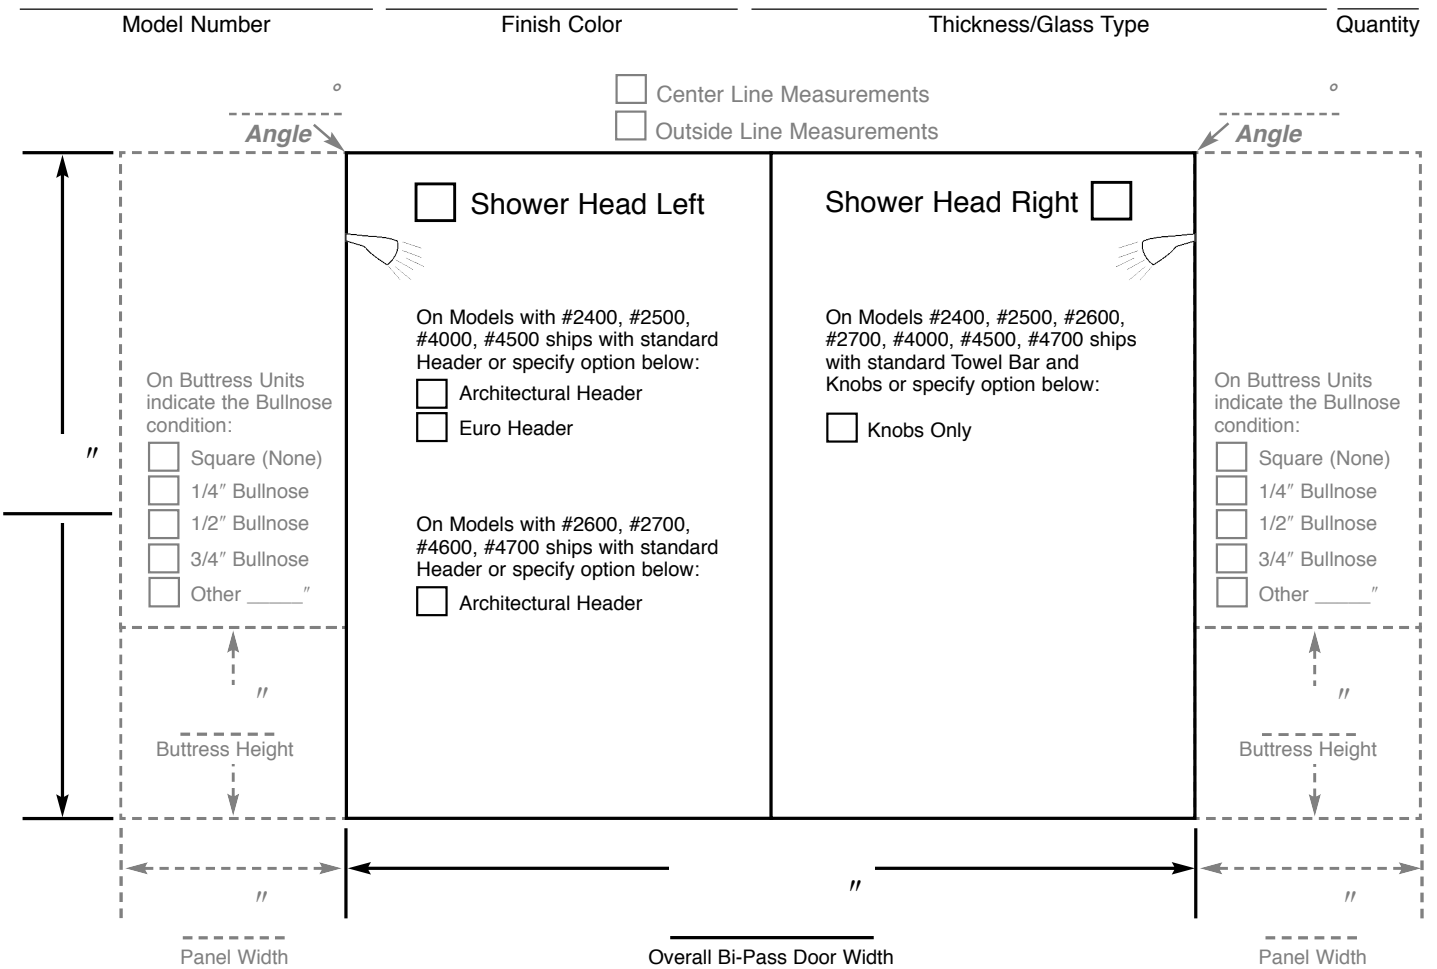 Model Number Finish Color Thickness/Glass Type Quantity
° °
Center Line Measurements
Outside Line Measurements
Angle Angle
Shower Head Left Shower Head Right
On Models with #2400, #2500,
#4000, #4500 ships with standard
Header or specify option below:
Architectural Header
Euro Header
On Models with #2600, #2700,
#4600, #4700 ships with standard
Header or specify option below:
Architectural Header
On Models #2400, #2500, #2600,
#2700, #4000, #4500, #4700 ships
with standard Towel Bar and
Knobs or specify option below:
Knobs Only
On Buttress Units
indicate the Bullnose
condition:
Square (None)
1/4″ Bullnose
1/2″ Bullnose
3/4″ Bullnose
Other _____″
″
Buttress Height
″
On Buttress Units
indicate the Bullnose
condition:
Square (None)
1/4″ Bullnose
1/2″ Bullnose
3/4″ Bullnose
Other _____″
″
Buttress Height
″ ″ ″
Panel Width Overall Bi-Pass Door Width Panel Width